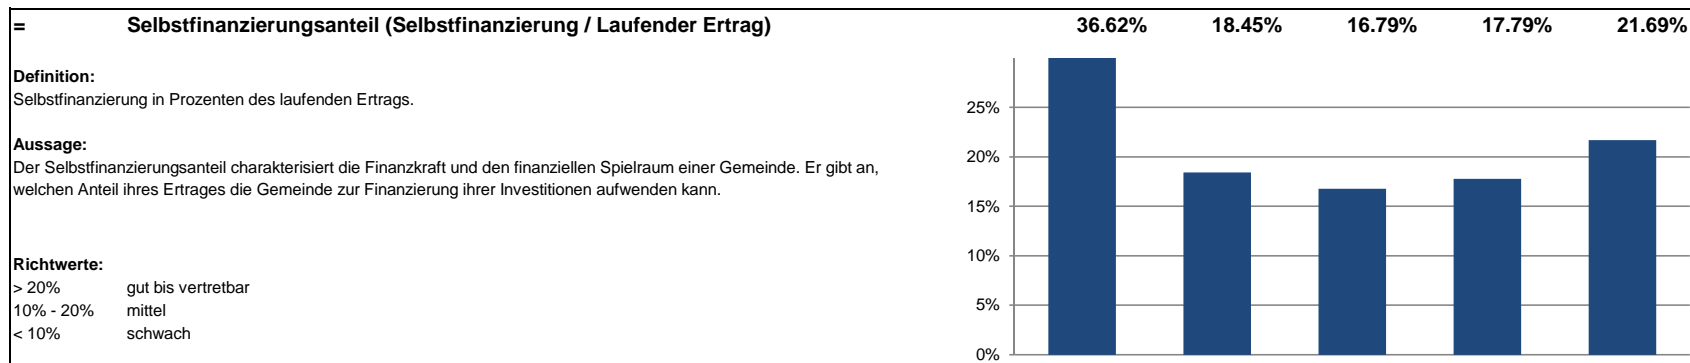 = Selbstfinanzierungsanteil (Selbstfinanzierung / Laufender Ertrag) 36.62% 18.45% 16.79% 17.79% 21.69%
Definition:
Selbstfinanzierung in Prozenten des laufenden Ertrags.
Aussage:
Der Selbstfinanzierungsanteil charakterisiert die Finanzkraft und den finanziellen Spielraum einer Gemeinde. Er gibt an,
welchen Anteil ihres Ertrages die Gemeinde zur Finanzierung ihrer Investitionen aufwenden kann.
Richtwerte:
> 20% gut bis vertretbar
10% - 20% mittel
< 10% schwach
25%
20%
15%
10%
5%
0%